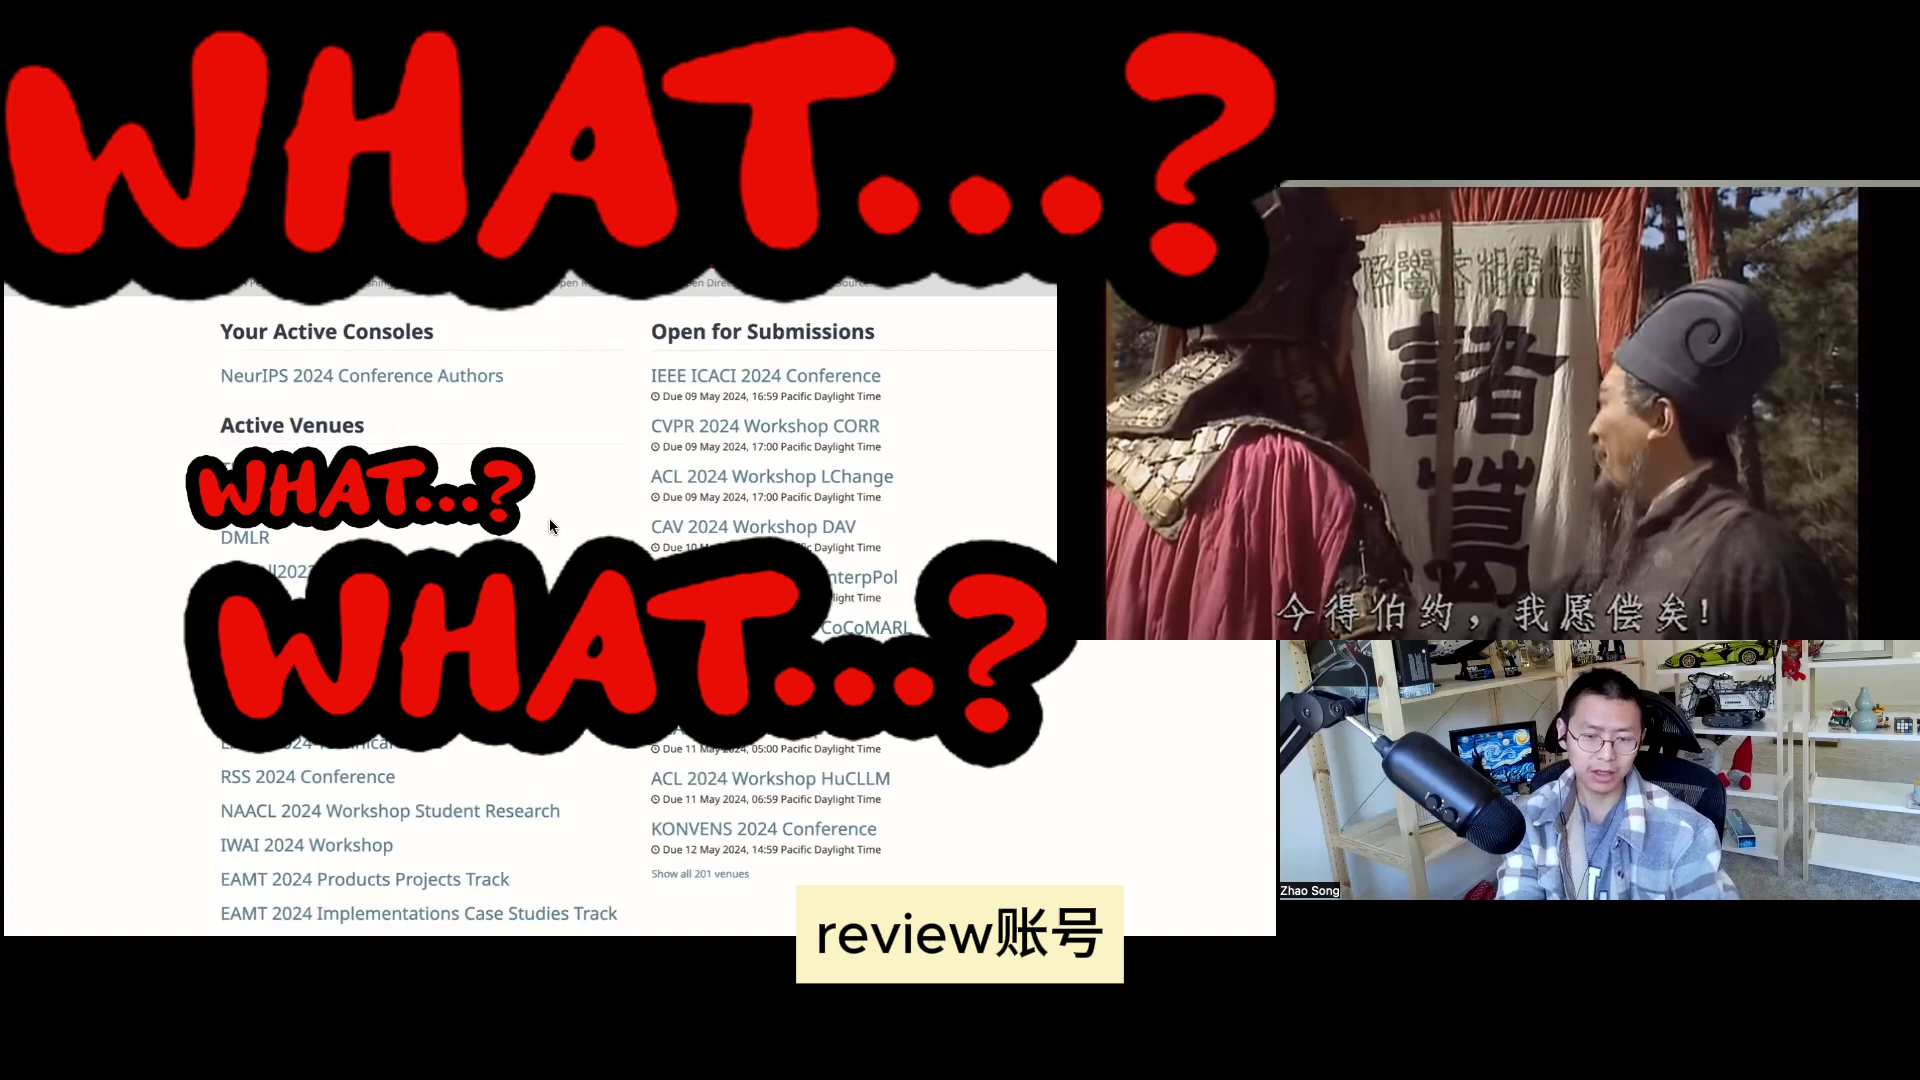 WHAT...?
Your Active Consoles
NeurIPS 2024 Conference Authors
Active Venues
WHAT...?
DMLR
WHAT...?
RSS 2024 Conference
NAACL 2024 Workshop Student Research
IWAI 2024 Workshop
EAMT 2024 Products Projects Track
EAMT 2024 Implementations Case Studies Track
Open for Submissions
IEEE ICACI 2024 Conference
Due 09 May 2024, 16:59 Pacific Daylight Time
CVPR 2024 Workshop CORR
Due 09 May 2024, 17:00 Pacific Daylight Time
ACL 2024 Workshop LChange
Due 09 May 2024, 17:00 Pacific Daylight Time
CAV 2024 Workshop DAV
Due 10 Daylight Time
CoCoMARL
Due 11 May 2024, 05:00 Pacific Daylight Time
ACL 2024 Workshop HuCLLM
Due 11 May 2024, 06:59 Pacific Daylight Time
KONVENS 2024 Conference
Due 12 May 2024, 14:59 Pacific Daylight Time
Show all 201 venues
諸葛
今得伯约，我愿偿矣！
Zhao Song
review账号